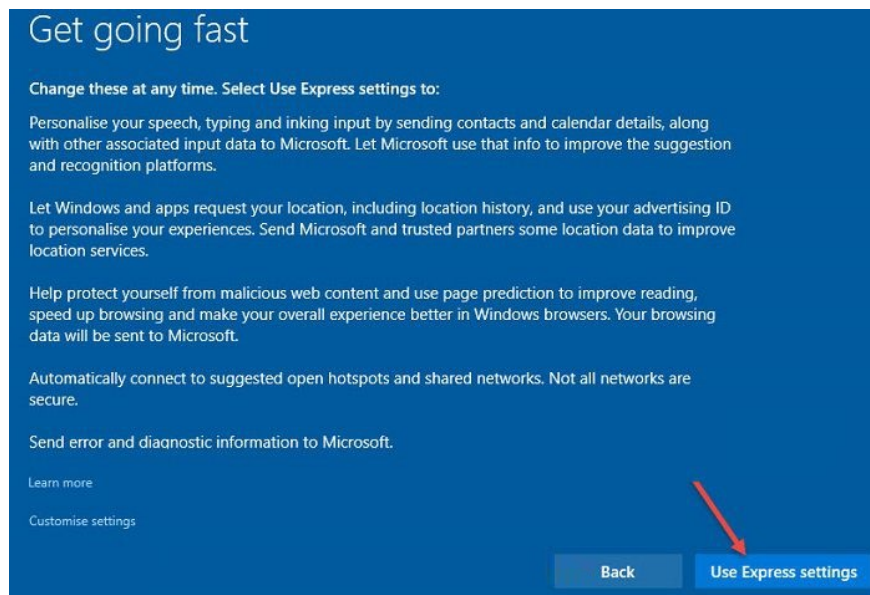 Get going fast
Change these at any time. Select Use Express settings to:
Personalise your speech, typing and inking input by sending contacts and calendar details, along
with other associated input data to Microsoft. Let Microsoft use that info to improve the suggestion
and recognition platforms.
Let Windows and apps request your location, including location history, and use your advertising ID
to personalise your experiences. Send Microsoft and trusted partners some location data to improve
location services.
Help protect yourself from malicious web content and use page prediction to improve reading,
speed up browsing and make your overall experience better in Windows browsers. Your browsing
data will be sent to Microsoft.
Automatically connect to suggested open hotspots and shared networks. Not all networks are
secure.
Send error and diagnostic information to Microsoft.
Learn more
Customise settings
Back
Use Express settings